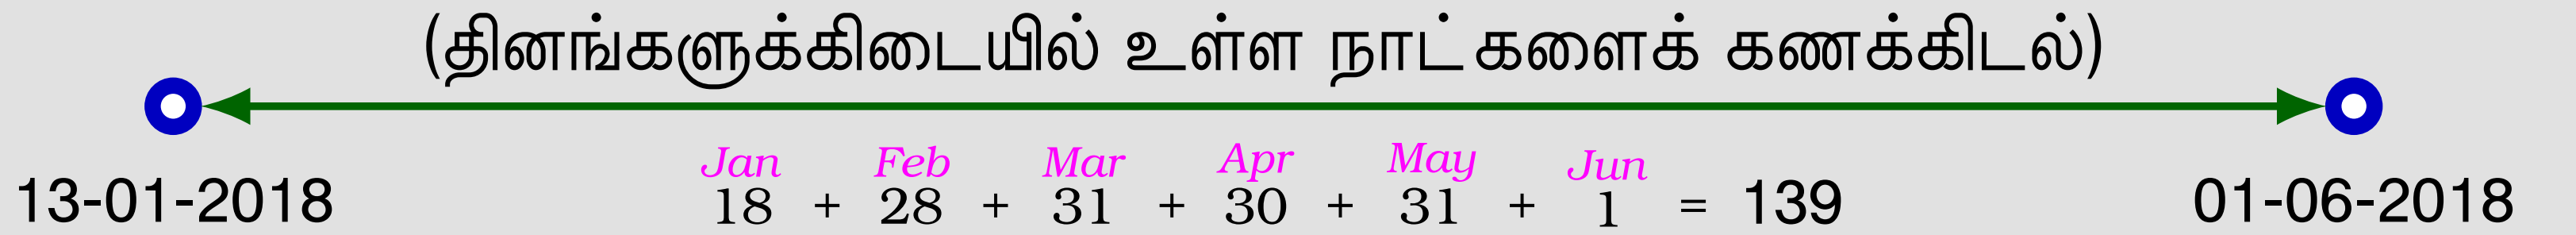 (தினங்களுக்கிடையில் உள்ள நாட்களைக் கணக்கிடல்)
Jan Feb Mar Apr May Jun
13-01-2018 18 + 28 + 31 + 30 + 31 + 1 = 139 01-06-2018